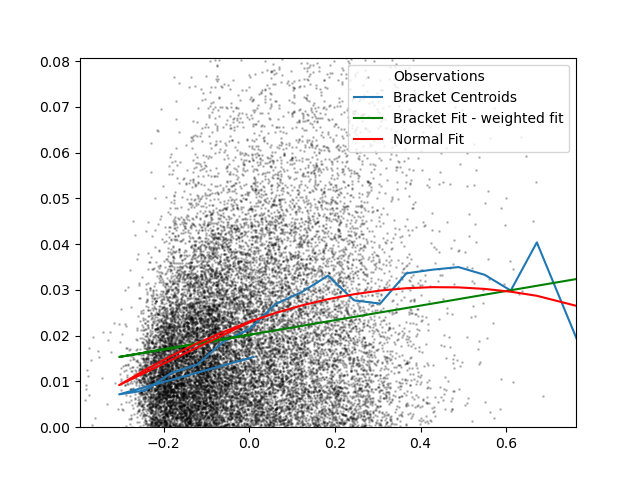 0.08
0.07
0.06
0.05
0.04
0.03
0.02
0.01
0.00
−0.2 0.0 0.2 0.4 0.6
Observations
Bracket Centroids
Bracket Fit - weighted fit
Normal Fit